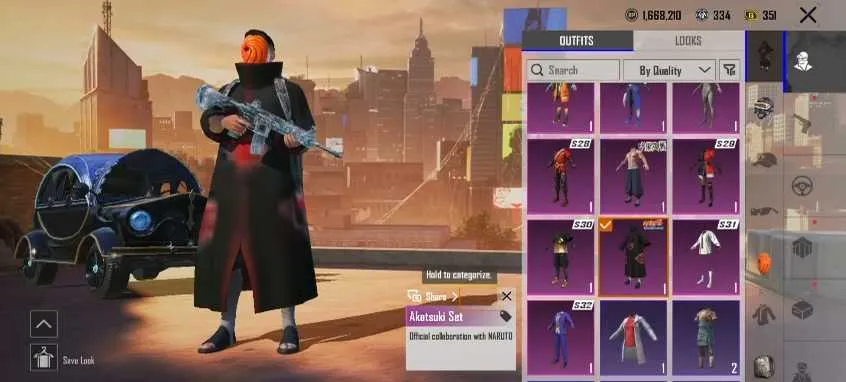 1,668,210 334 351
OUTFITS LOOKS
Search By Quality
1 1 1
S28 S28
1 1 1
S30 S31
1 1
S32
1 1 2
Hold to categorize.
Share
Akatsuki Set
Official collaboration with NARUTO
Save Look